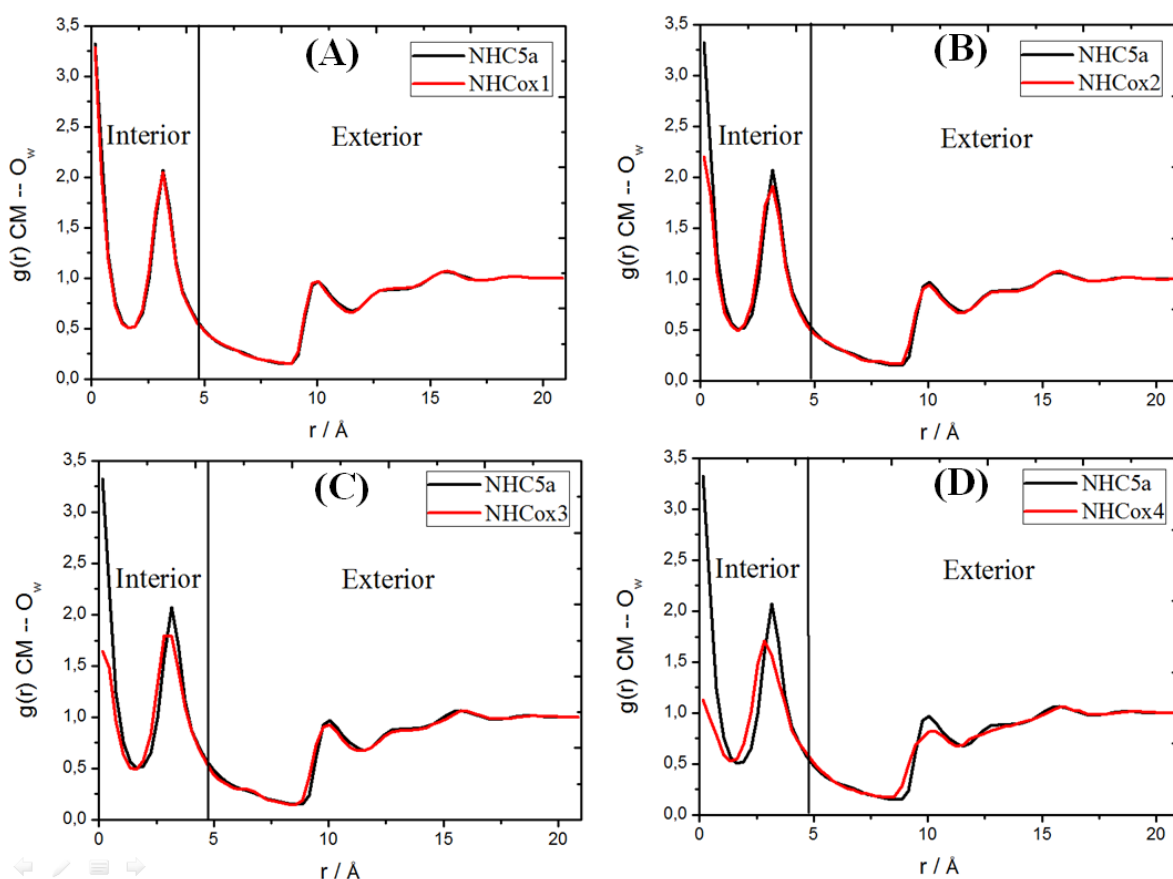 (A)
NHC5a
NHCox1
Interior
Exterior
g(r) CM -- Ow
3,5
3,0
2,5
2,0
1,5
1,0
0,5
0,0
0 5 10 15 20
r / Å
(B)
NHC5a
NHCox2
Interior
Exterior
g(r) CM -- Ow
3,5
3,0
2,5
2,0
1,5
1,0
0,5
0,0
0 5 10 15 20
r / Å
(C)
NHC5a
NHCox3
Interior
Exterior
g(r) CM -- Ow
3,5
3,0
2,5
2,0
1,5
1,0
0,5
0,0
0 5 10 15 20
r / Å
(D)
NHC5a
NHCox4
Interior
Exterior
g(r) CM -- Ow
3,5
3,0
2,5
2,0
1,5
1,0
0,5
0,0
0 5 10 15 20
r / Å